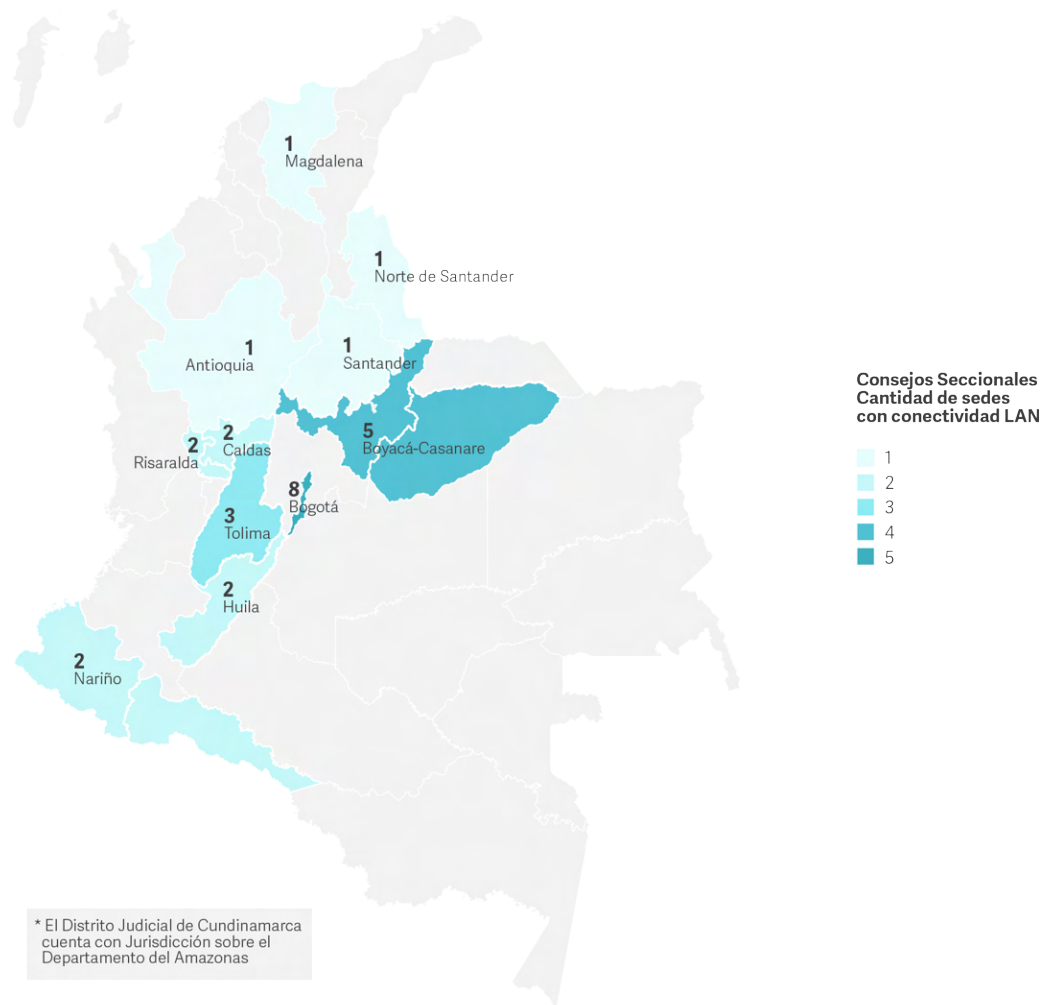 1
Magdalena
1
Norte de Santander
1
Antioquia
1
Santander
5
Boyacá-Casanare
2
Risaralda
2
Caldas
8
Bogotá
3
Tolima
2
Huila
2
Nariño
Consejos Seccionales
Cantidad de sedes
con conectividad LAN
1
2
3
4
5
* El Distrito Judicial de Cundinamarca
cuenta con Jurisdicción sobre el
Departamento del Amazonas